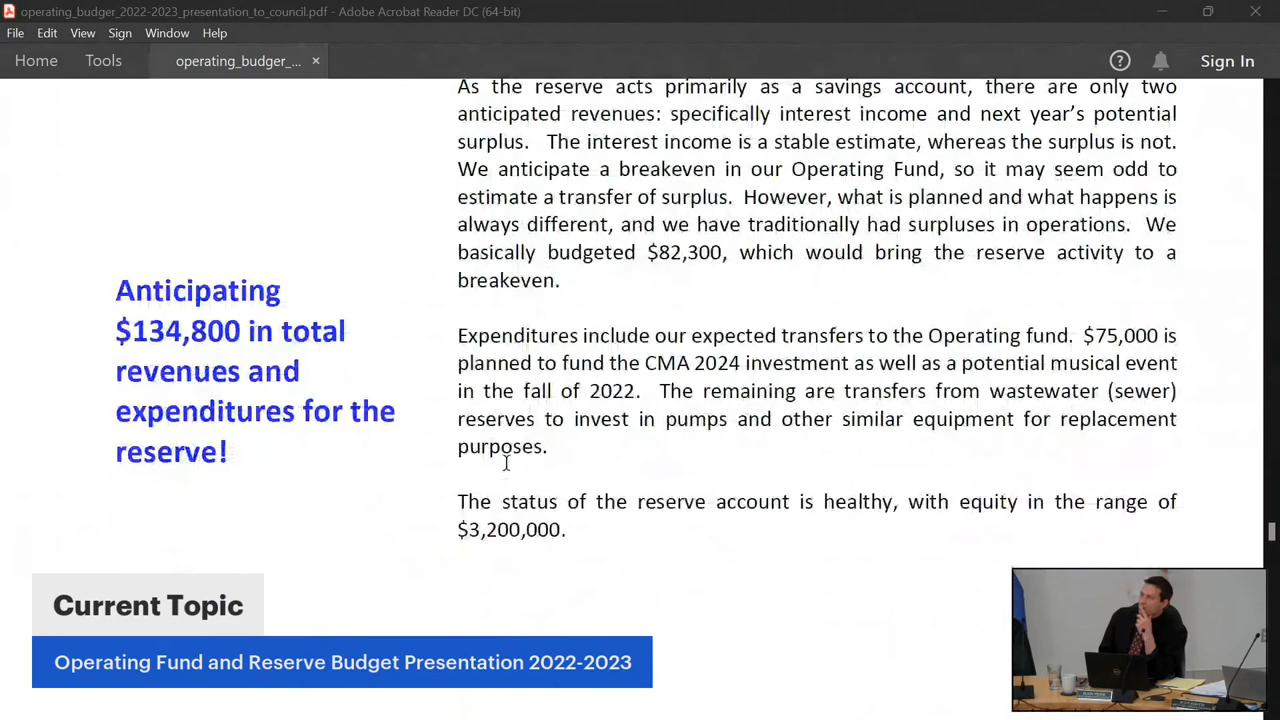 operating_budget_2022-2023_presentation_to_council.pdf - Adobe Acrobat Reader DC (64-bit)
File Edit View Sign Window Help
Home Tools operating_budger_... × Sign In
As the reserve acts primarily as a savings account, there are only two
anticipated revenues: specifically interest income and next year’s potential
surplus. The interest income is a stable estimate, whereas the surplus is not.
We anticipate a breakeven in our Operating Fund, so it may seem odd to
estimate a transfer of surplus. However, what is planned and what happens is
always different, and we have traditionally had surpluses in operations. We
basically budgeted $82,300, which would bring the reserve activity to a
breakeven.
Anticipating
$134,800 in total
revenues and
expenditures for the
reserve!
Expenditures include our expected transfers to the Operating fund. $75,000 is
planned to fund the CMA 2024 investment as well as a potential musical event
in the fall of 2022. The remaining are transfers from wastewater (sewer)
reserves to invest in pumps and other similar equipment for replacement
purposes.
The status of the reserve account is healthy, with equity in the range of
$3,200,000.
Current Topic
Operating Fund and Reserve Budget Presentation 2022-2023